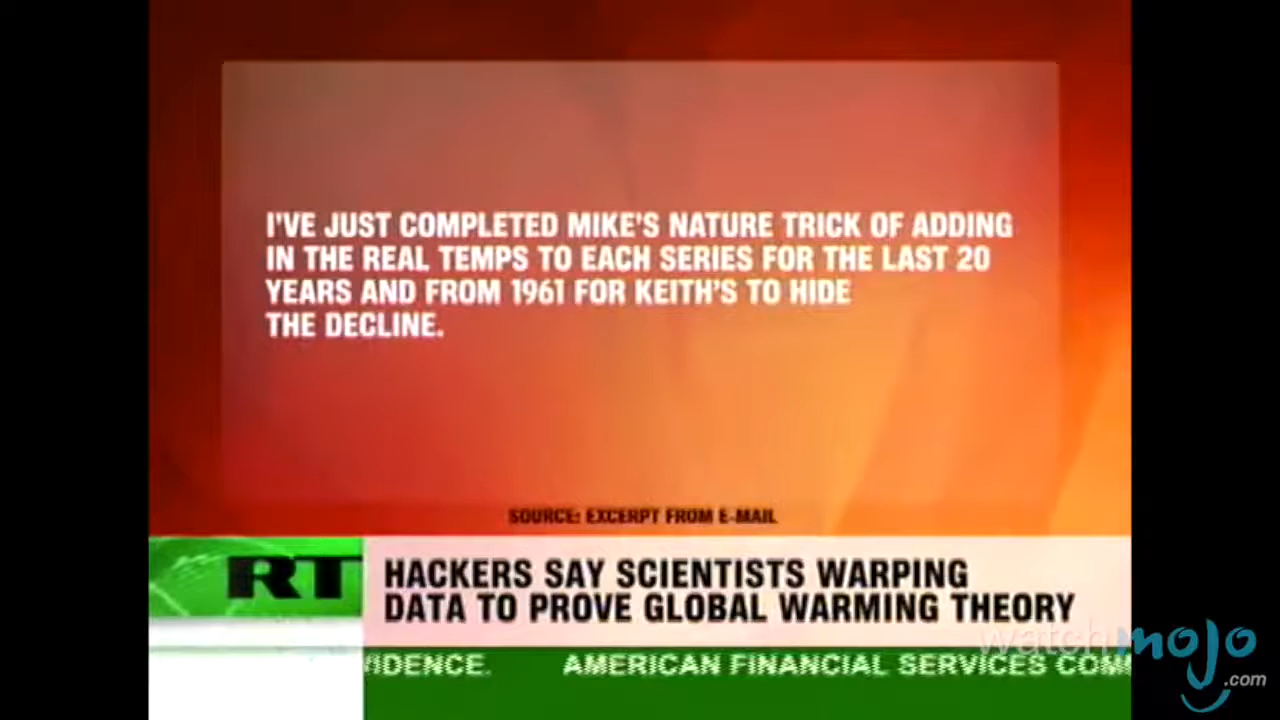 I'VE JUST COMPLETED MIKE'S NATURE TRICK OF ADDING
IN THE REAL TEMPS TO EACH SERIES FOR THE LAST 20
YEARS AND FROM 1961 FOR KEITH'S TO HIDE
THE DECLINE.
SOURCE: EXCERPT FROM E-MAIL
RT
HACKERS SAY SCIENTISTS WARPING
DATA TO PROVE GLOBAL WARMING THEORY
watchmojo
.com
VIDENCE. AMERICAN FINANCIAL SERVICES COM